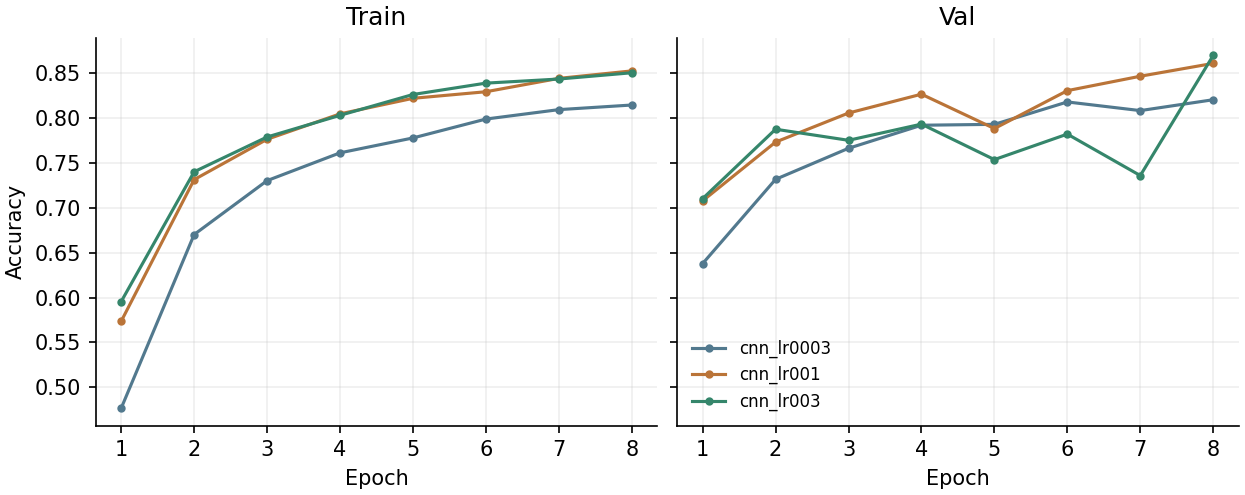 Train
Val
Accuracy
0.85
0.80
0.75
0.70
0.65
0.60
0.55
0.50
1 2 3 4 5 6 7 8
Epoch
cnn_lr0003
cnn_lr001
cnn_lr003
1 2 3 4 5 6 7 8
Epoch